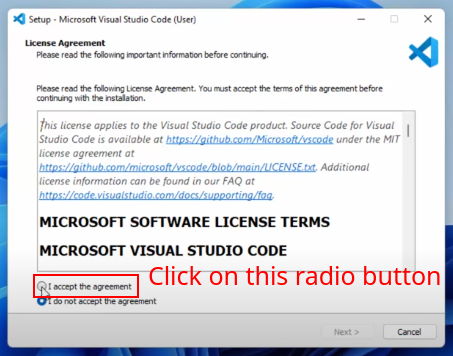 Setup - Microsoft Visual Studio Code (User)
License Agreement
Please read the following important information before continuing.
Please read the following License Agreement. You must accept the terms of this agreement before
continuing with the installation.
This license applies to the Visual Studio Code product. Source Code for Visual
Studio Code is available at https://github.com/Microsoft/vscode under the MIT
license agreement at
https://github.com/microsoft/vscode/blob/main/LICENSE.txt. Additional
license information can be found in our FAQ at
https://code.visualstudio.com/docs/supporting/faq.
MICROSOFT SOFTWARE LICENSE TERMS
MICROSOFT VISUAL STUDIO CODE
I accept the agreement
Click on this radio button
I do not accept the agreement
Next >
Cancel